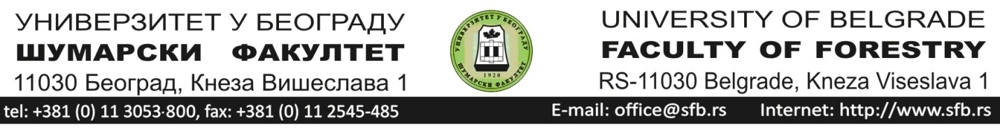 УНИВЕРЗИТЕТ У БЕОГРАДУ
ШУМАРСКИ ФАКУЛТЕТ
11030 Београд, Кнеза Вишеслава 1
tel: +381 (0) 11 3053-800, fax: +381 (0) 11 2545-485
УНИВЕРЗИТЕТ У БЕОГРАДУ
1920
ШУМАРСКИ ФАКУЛТЕТ
UNIVERSITY OF BELGRADE
FACULTY OF FORESTRY
RS-11030 Belgrade, Kneza Viseslava 1
E-mail: office@sfb.rs Internet: http://www.sfb.rs